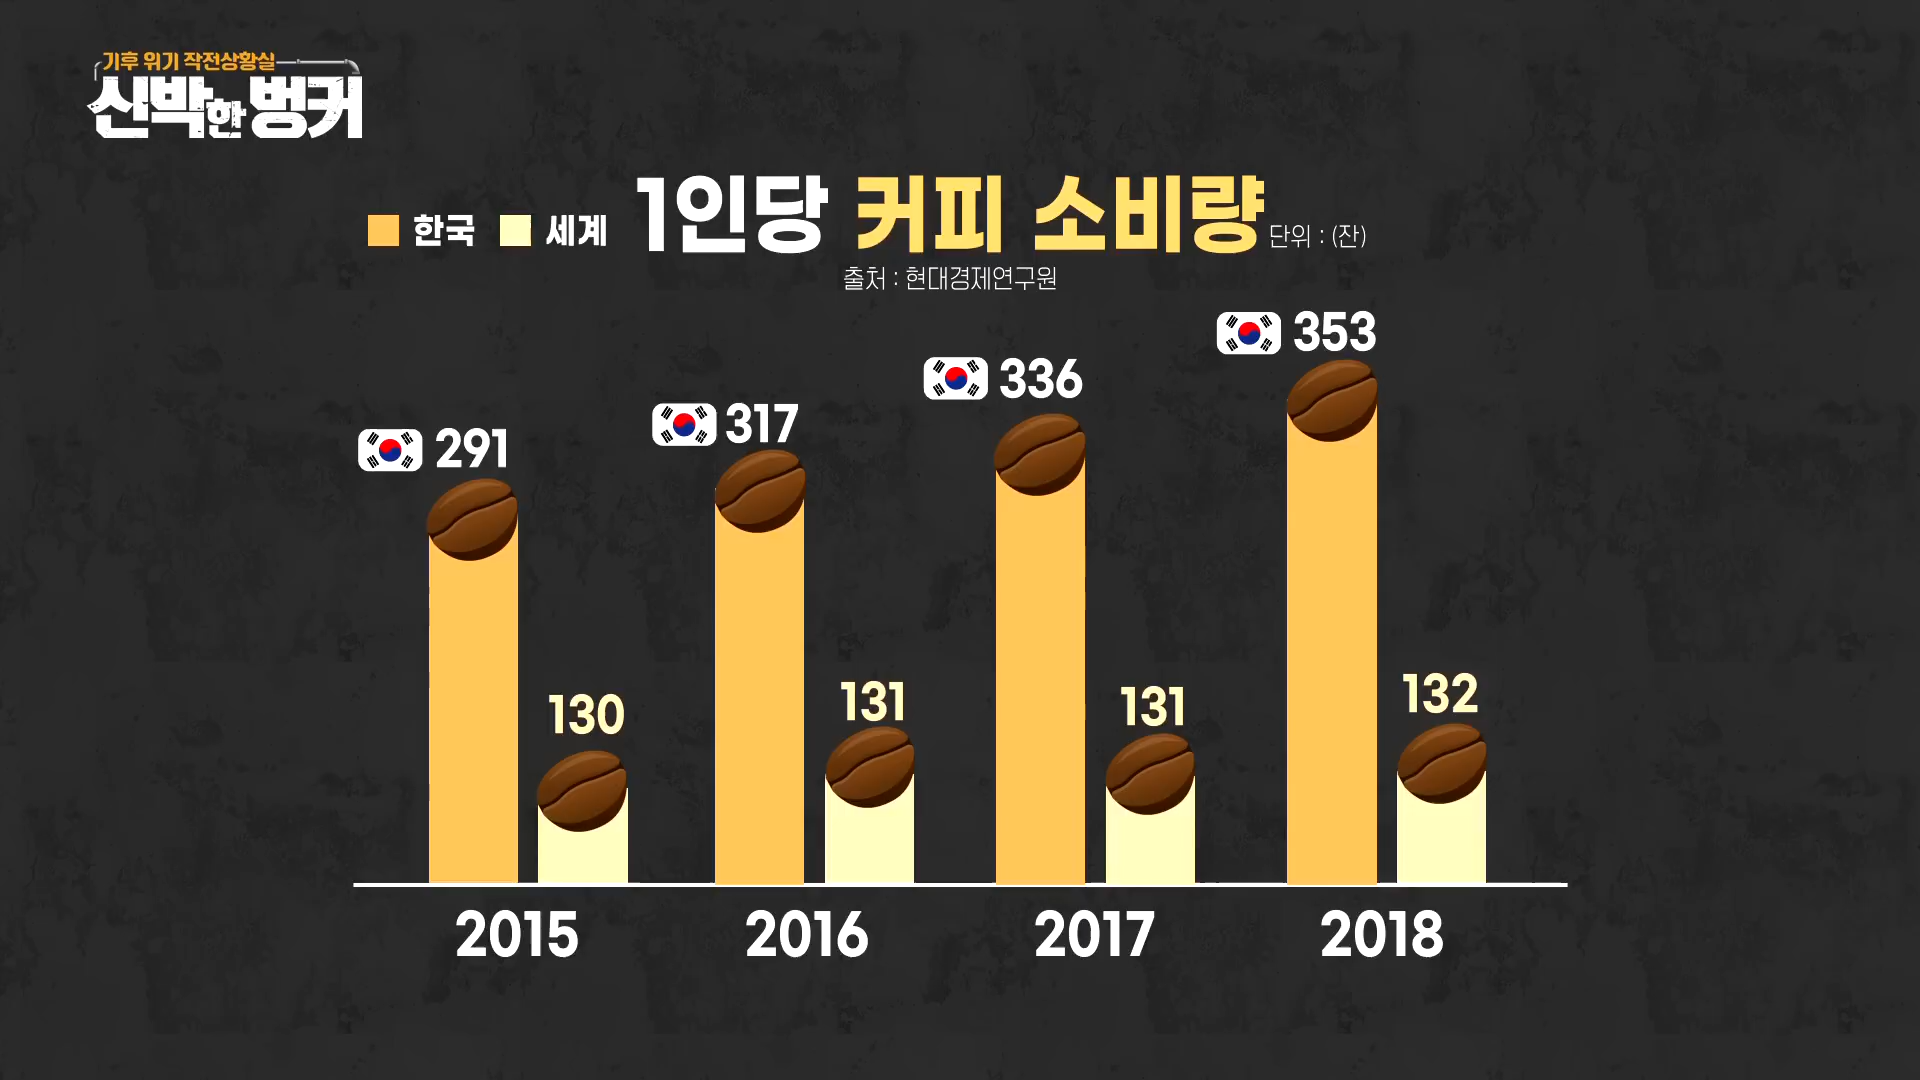 기후 위기 작전상황실
신박한 벙커
한국 세계 1인당 커피 소비량 단위 : (잔)
출처 : 현대경제연구원
291 317 336 353
130 131 131 132
2015 2016 2017 2018